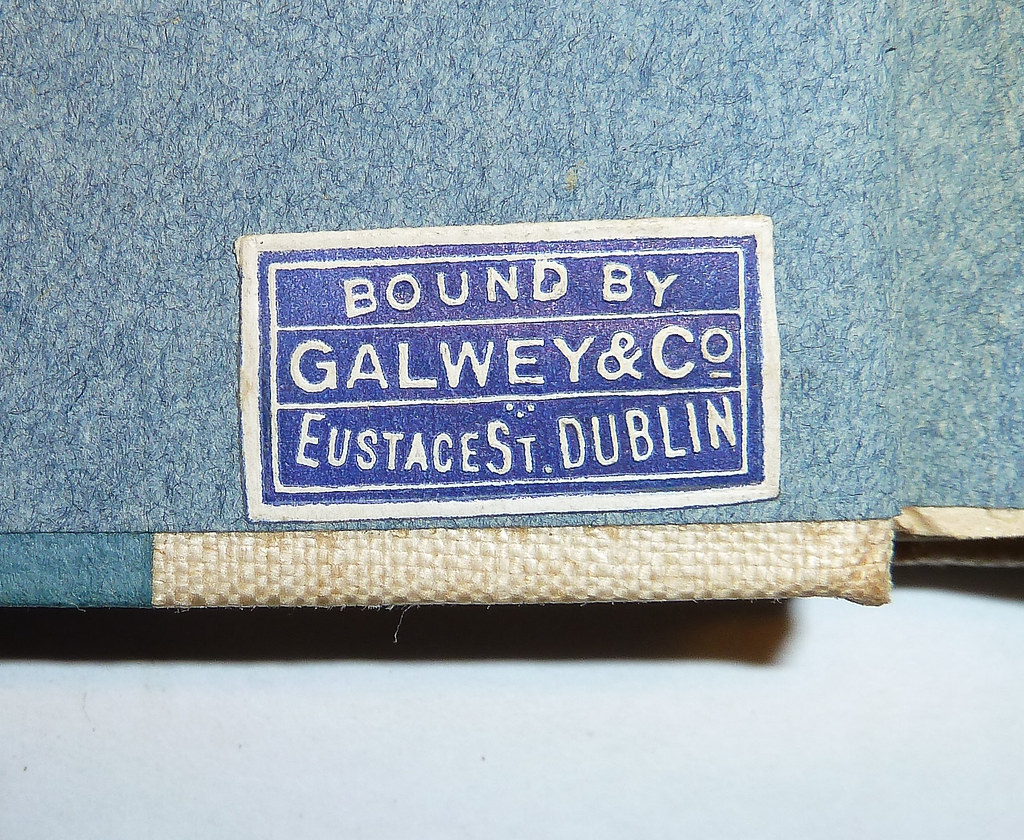 BOUND BY
GALWEY & Co
EUSTACE ST. DUBLIN